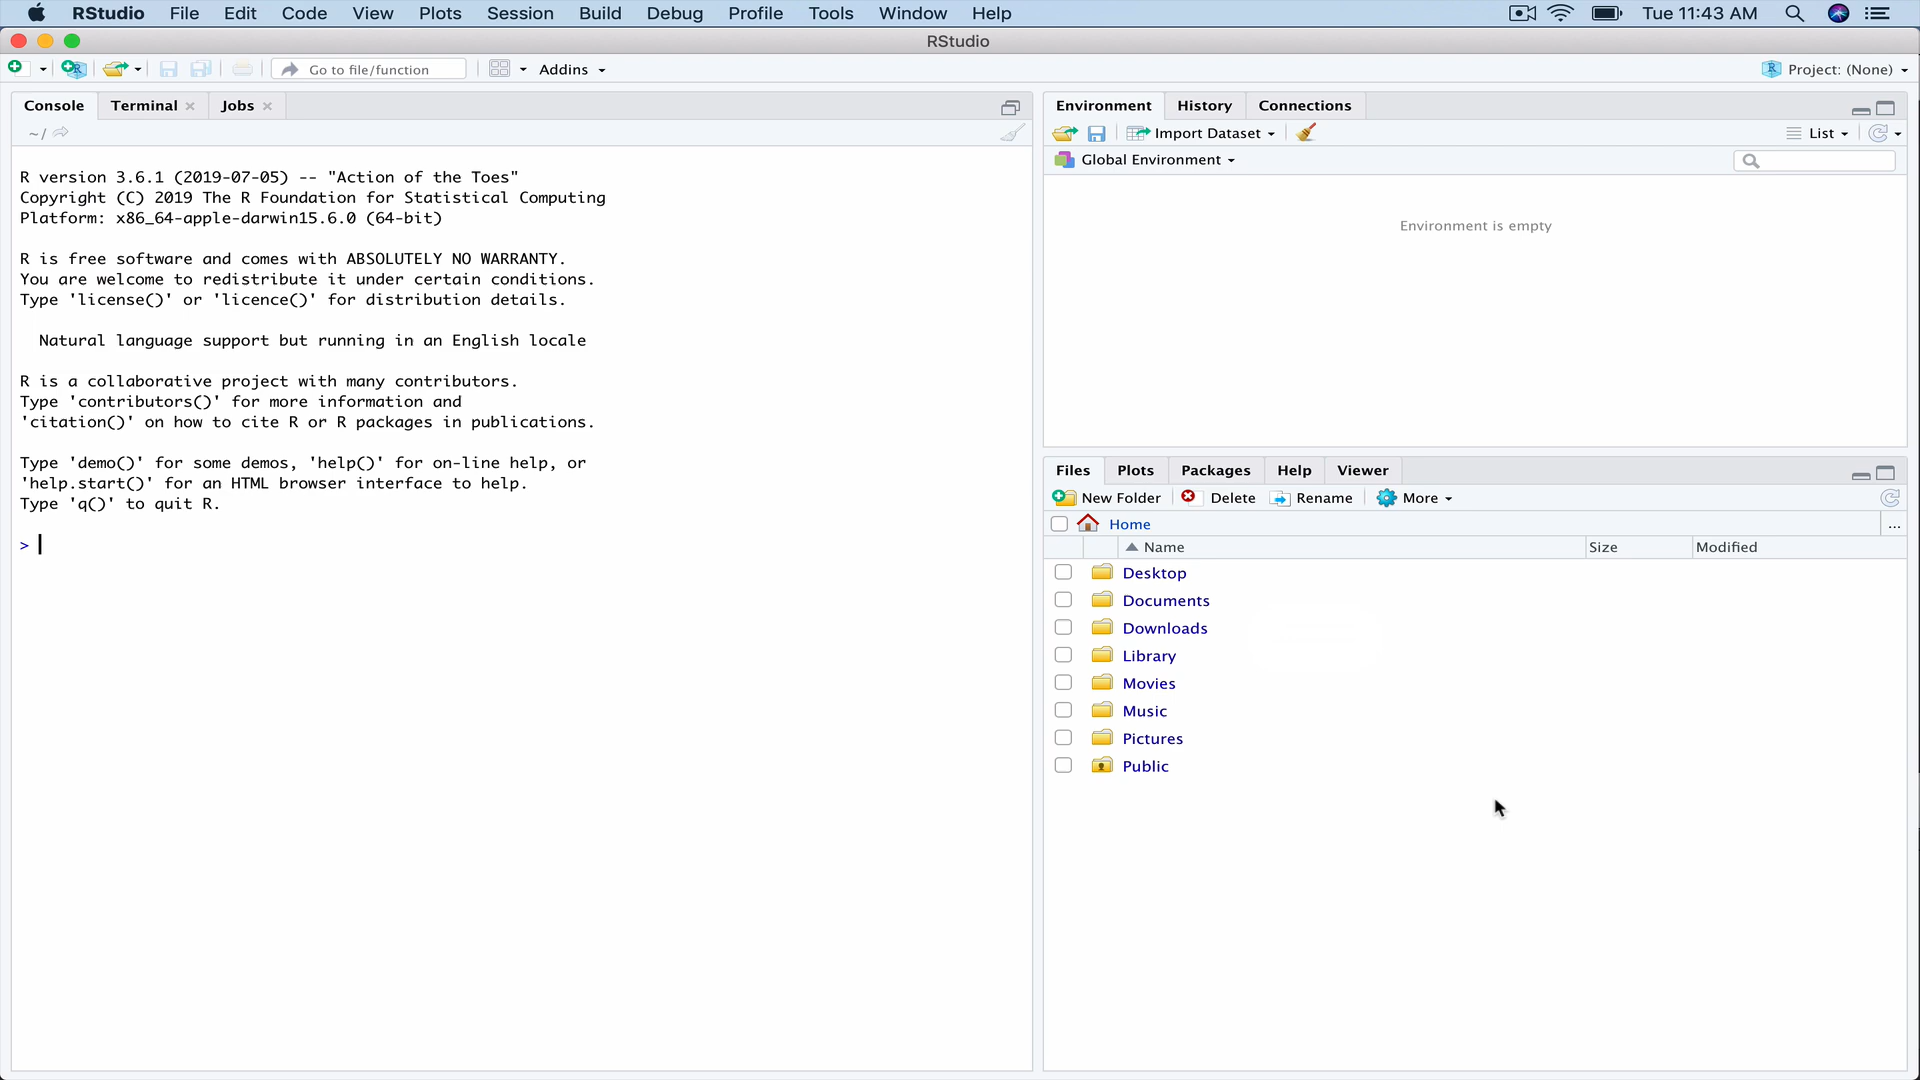 RStudio File Edit Code View Plots Session Build Debug Profile Tools Window Help Tue 11:43 AM
RStudio
Go to file/function Addins Project: (None)
Console Terminal Jobs
~/
R version 3.6.1 (2019-07-05) -- "Action of the Toes"
Copyright (C) 2019 The R Foundation for Statistical Computing
Platform: x86_64-apple-darwin15.6.0 (64-bit)
R is free software and comes with ABSOLUTELY NO WARRANTY.
You are welcome to redistribute it under certain conditions.
Type 'license()' or 'licence()' for distribution details.
Natural language support but running in an English locale
R is a collaborative project with many contributors.
Type 'contributors()' for more information and
'citation()' on how to cite R or R packages in publications.
Type 'demo()' for some demos, 'help()' for on-line help, or
'help.start()' for an HTML browser interface to help.
Type 'q()' to quit R.
>
Environment History Connections
Import Dataset List
Global Environment
Environment is empty
Files Plots Packages Help Viewer
New Folder Delete Rename More
Home ...
Name Size Modified
Desktop
Documents
Downloads
Library
Movies
Music
Pictures
Public